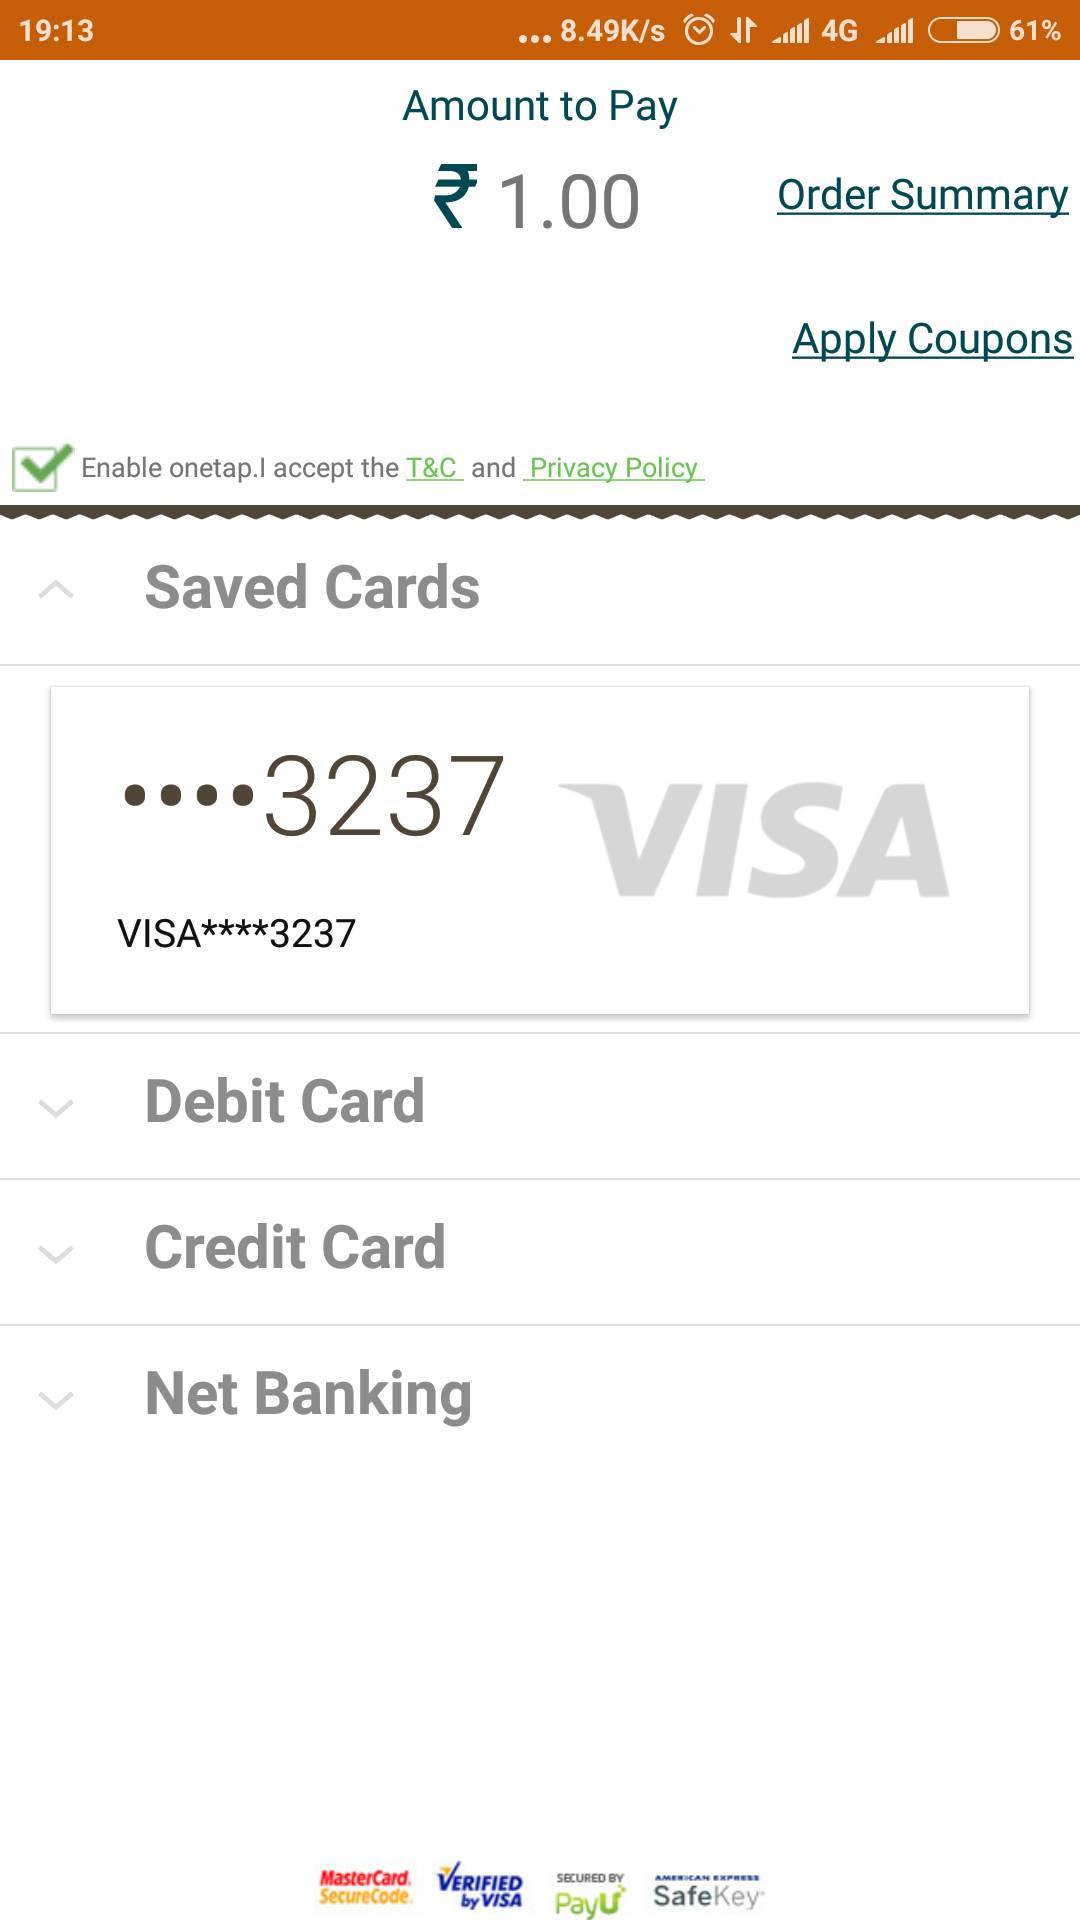 19:13 ... 8.49K/s 4G 61%
Amount to Pay
₹ 1.00
Order Summary
Apply Coupons
Enable onetap.I accept the T&C and Privacy Policy
Saved Cards
••••3237 VISA
VISA****3237
Debit Card
Credit Card
Net Banking
MasterCard. SecureCode.
VERIFIED by VISA
SECURED BY PayU
AMERICAN EXPRESS SafeKey